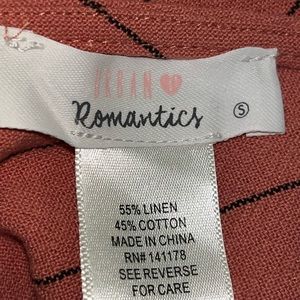 URBAN
Romantics
S
55% LINEN
45% COTTON
MADE IN CHINA
RN# 141178
SEE REVERSE
FOR CARE